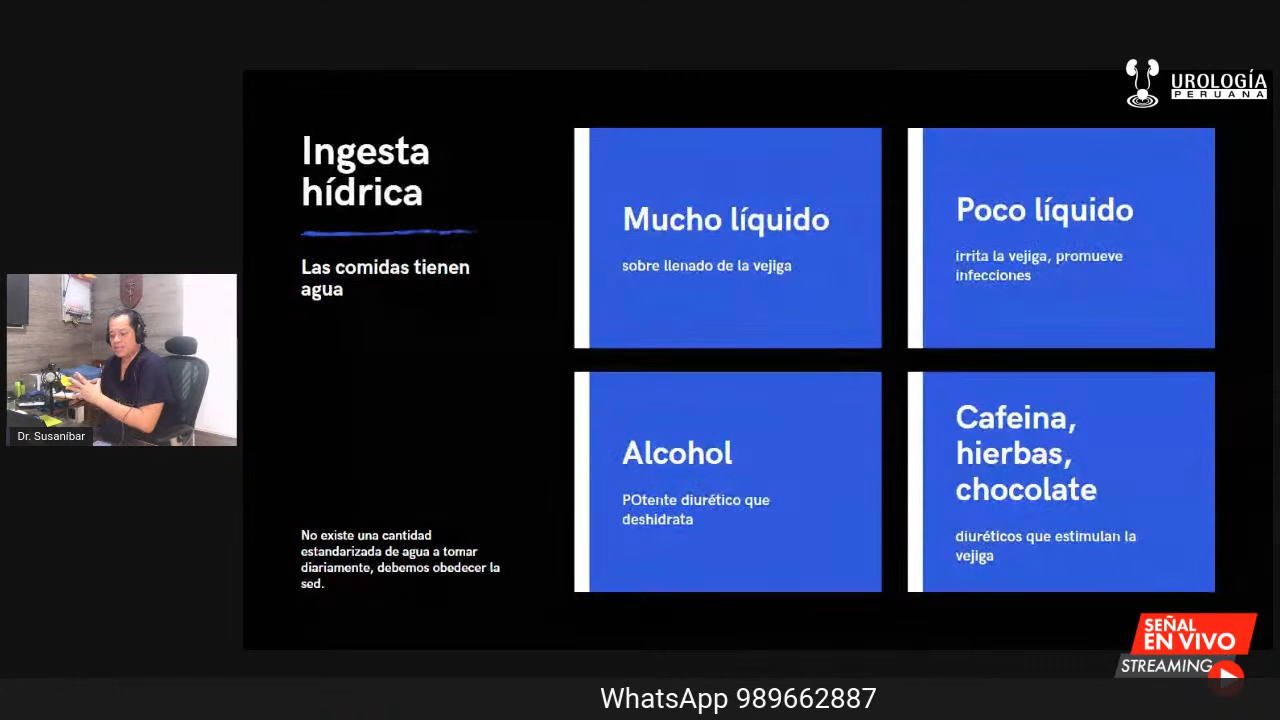 UROLOGÍA
PERUANA
Ingesta
hídrica
Las comidas tienen
agua
No existe una cantidad
estandarizada de agua a tomar
diariamente, debemos obedecer la
sed.
Mucho líquido
sobre llenado de la vejiga
Poco líquido
irrita la vejiga, promueve
infecciones
Alcohol
POtente diurético que
deshidrata
Cafeina,
hierbas,
chocolate
diuréticos que estimulan la
vejiga
Dr. Susaníbar
SEÑAL
EN VIVO
STREAMING
WhatsApp 989662887